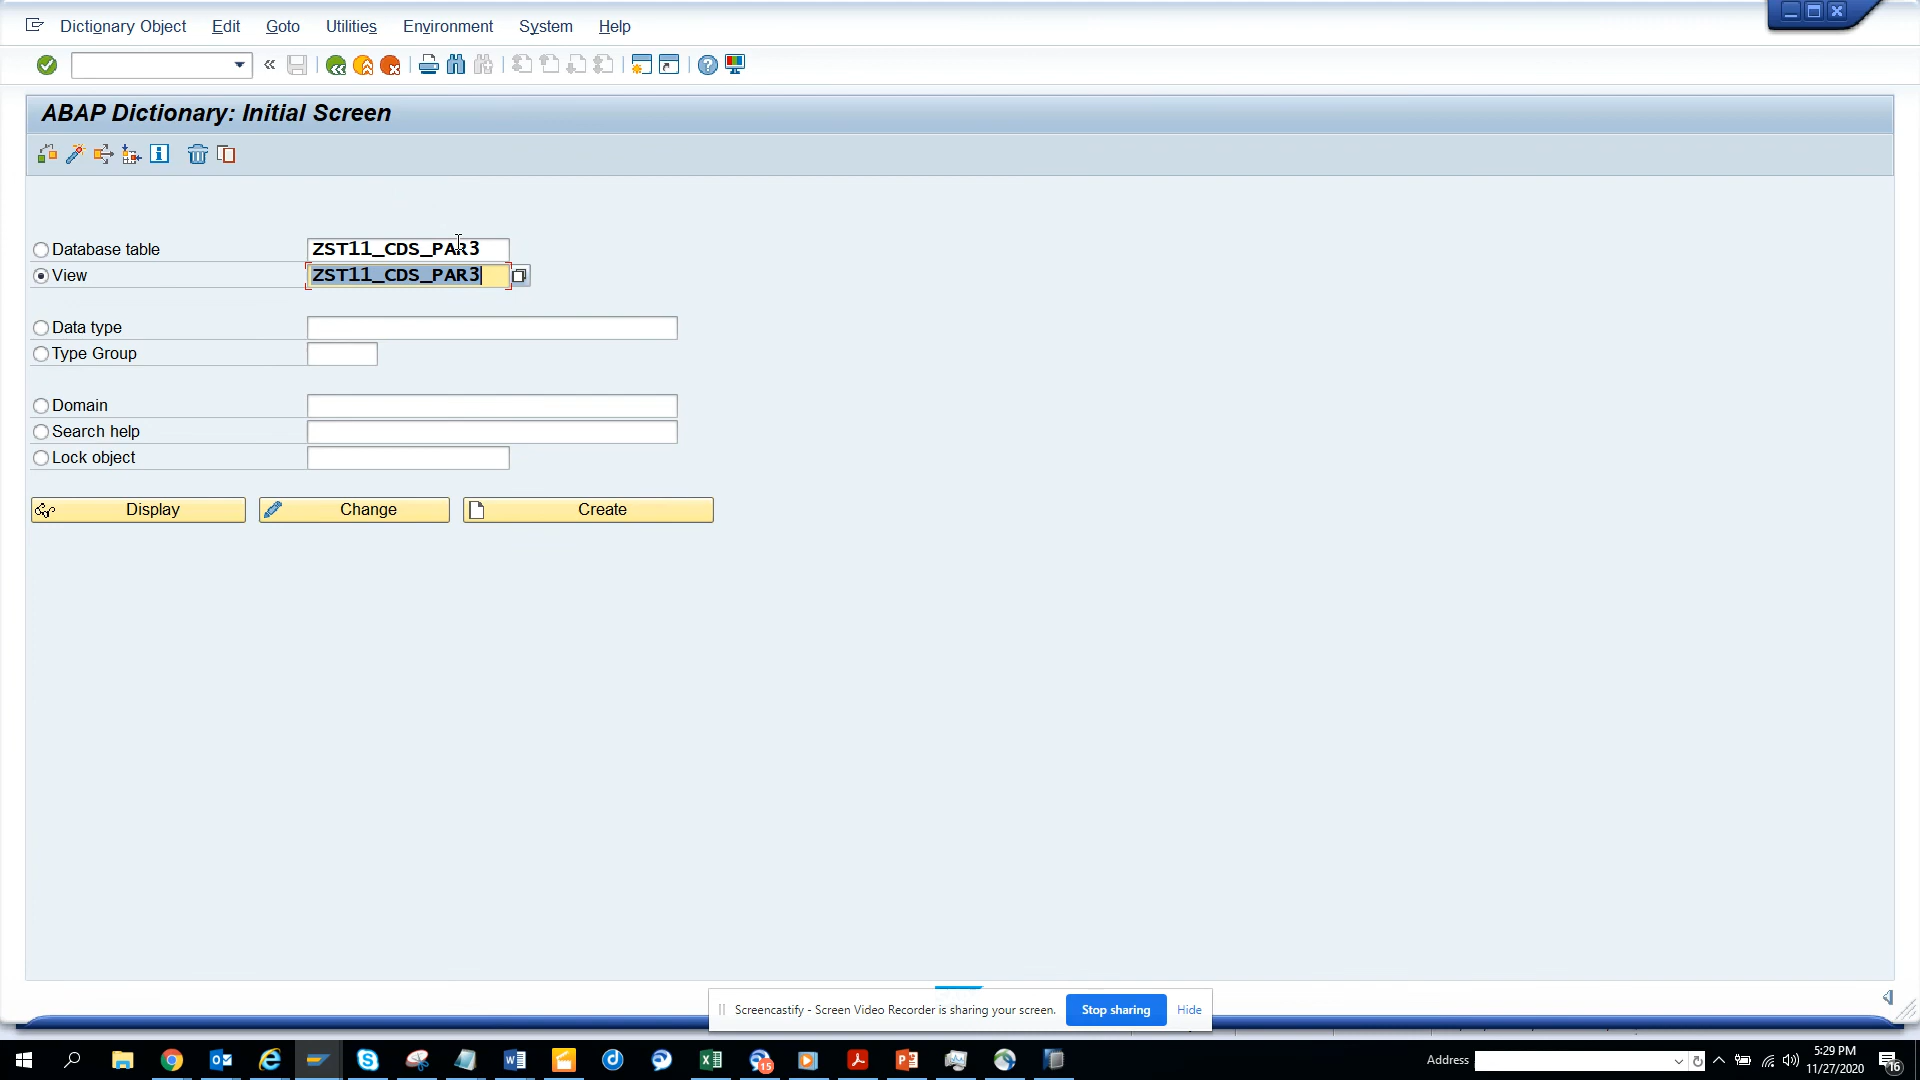 Dictionary Object Edit Goto Utilities Environment System Help
ABAP Dictionary: Initial Screen
Database table ZST11_CDS_PAR3
View ZST11_CDS_PAR3
Data type
Type Group
Domain
Search help
Lock object
Display Change Create
Screencastify - Screen Video Recorder is sharing your screen. Stop sharing Hide
15
Address
5:29 PM
11/27/2020
16